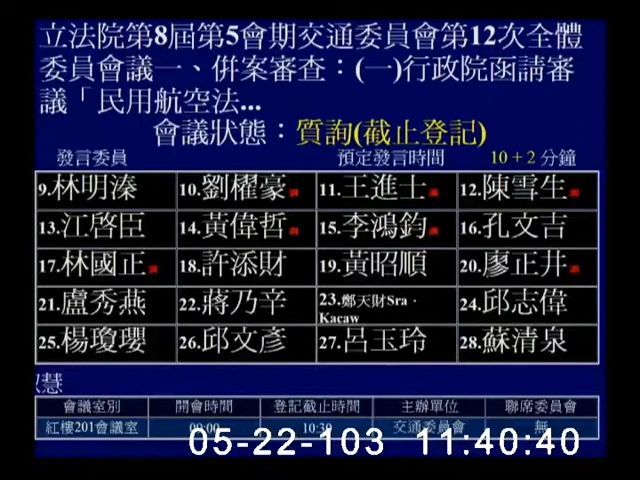 立法院第8屆第5會期交通委員會第12次全體
委員會議一、併案審查：(一)行政院函請審
議「民用航空法...
會議狀態：質詢(截止登記)
發言委員 預定發言時間 10+2 分鐘
9.林明溱 10.劉櫂豪 11.王進士 12.陳雪生
13.江啓臣 14.黃偉哲 15.李鴻鈞 16.孔文吉
17.林國正 18.許添財 19.黃昭順 20.廖正井
21.盧秀燕 22.蔣乃辛 23.鄭天財Sra．Kacaw 24.邱志偉
25.楊瓊瓔 26.邱文彥 27.呂玉玲 28.蘇清泉
慧
會議室別 開會時間 登記截止時間 主辦單位 聯席委員會
紅樓201會議室 09:00 10:30 交通委員會 無
05-22-103 11:40:40